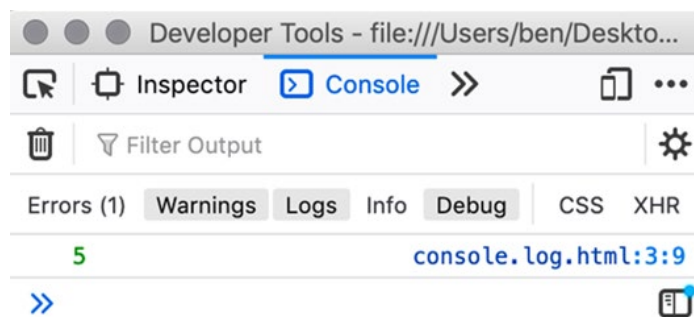 Developer Tools - file:///Users/ben/Deskto...
Inspector Console
Filter Output
Errors (1) Warnings Logs Info Debug CSS XHR
5 console.log.html:3:9